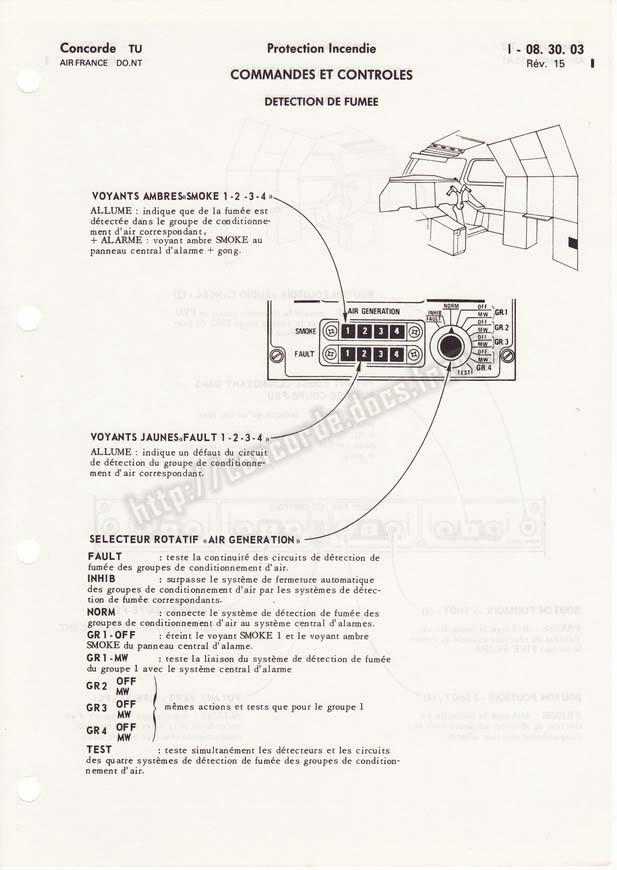 Concorde TU
AIR FRANCE DO.NT
Protection Incendie
I - 08. 30. 03
Rév. 15
COMMANDES ET CONTROLES
DETECTION DE FUMEE
VOYANTS AMBRES «SMOKE 1 -2 -3-4 »
ALLUME : indique que de la fumée est
détectée dans le groupe de conditionne-
ment d'air correspondant,
+ ALARME : voyant ambre SMOKE au
panneau central d'alarme + gong.
AIR GENERATION
SMOKE 1 2 3 4
FAULT 1 2 3 4
FAULT
INHIB
NORM
OFF
MW
GR.1
OFF
MW
GR.2
OFF
MW
GR.3
OFF
MW
GR.4
TEST
VOYANTS JAUNES «FAULT 1 -2-3-4 »
ALLUME : indique un défaut du circuit
de détection du groupe de conditionne-
ment d'air correspondant.
http://concorde.docs.
SELECTEUR ROTATIF «AIR GENERATION»
FAULT : teste la continuité des circuits de détection de
fumée des groupes de conditionnement d'air.
INHIB : surpasse le système de fermeture automatique
des groupes de conditionnement d'air par les systèmes de détec-
tion de fumée correspondants.
NORM : connecte le système de détection de fumée des
groupes de conditionnement d'air au système central d'alarmes.
GR 1 -OFF : éteint le voyant SMOKE 1 et le voyant ambre
SMOKE du panneau central d'alarme.
GR 1 -MW : teste la liaison du système de détection de fumée
du groupe 1 avec le système central d'alarme
GR2 OFF
MW
GR3 OFF
MW
mêmes actions et tests que pour le groupe 1
GR4 OFF
MW
TEST : teste simultanément les détecteurs et les circuits
des quatre systèmes de détection de fumée des groupes de condition-
nement d'air.